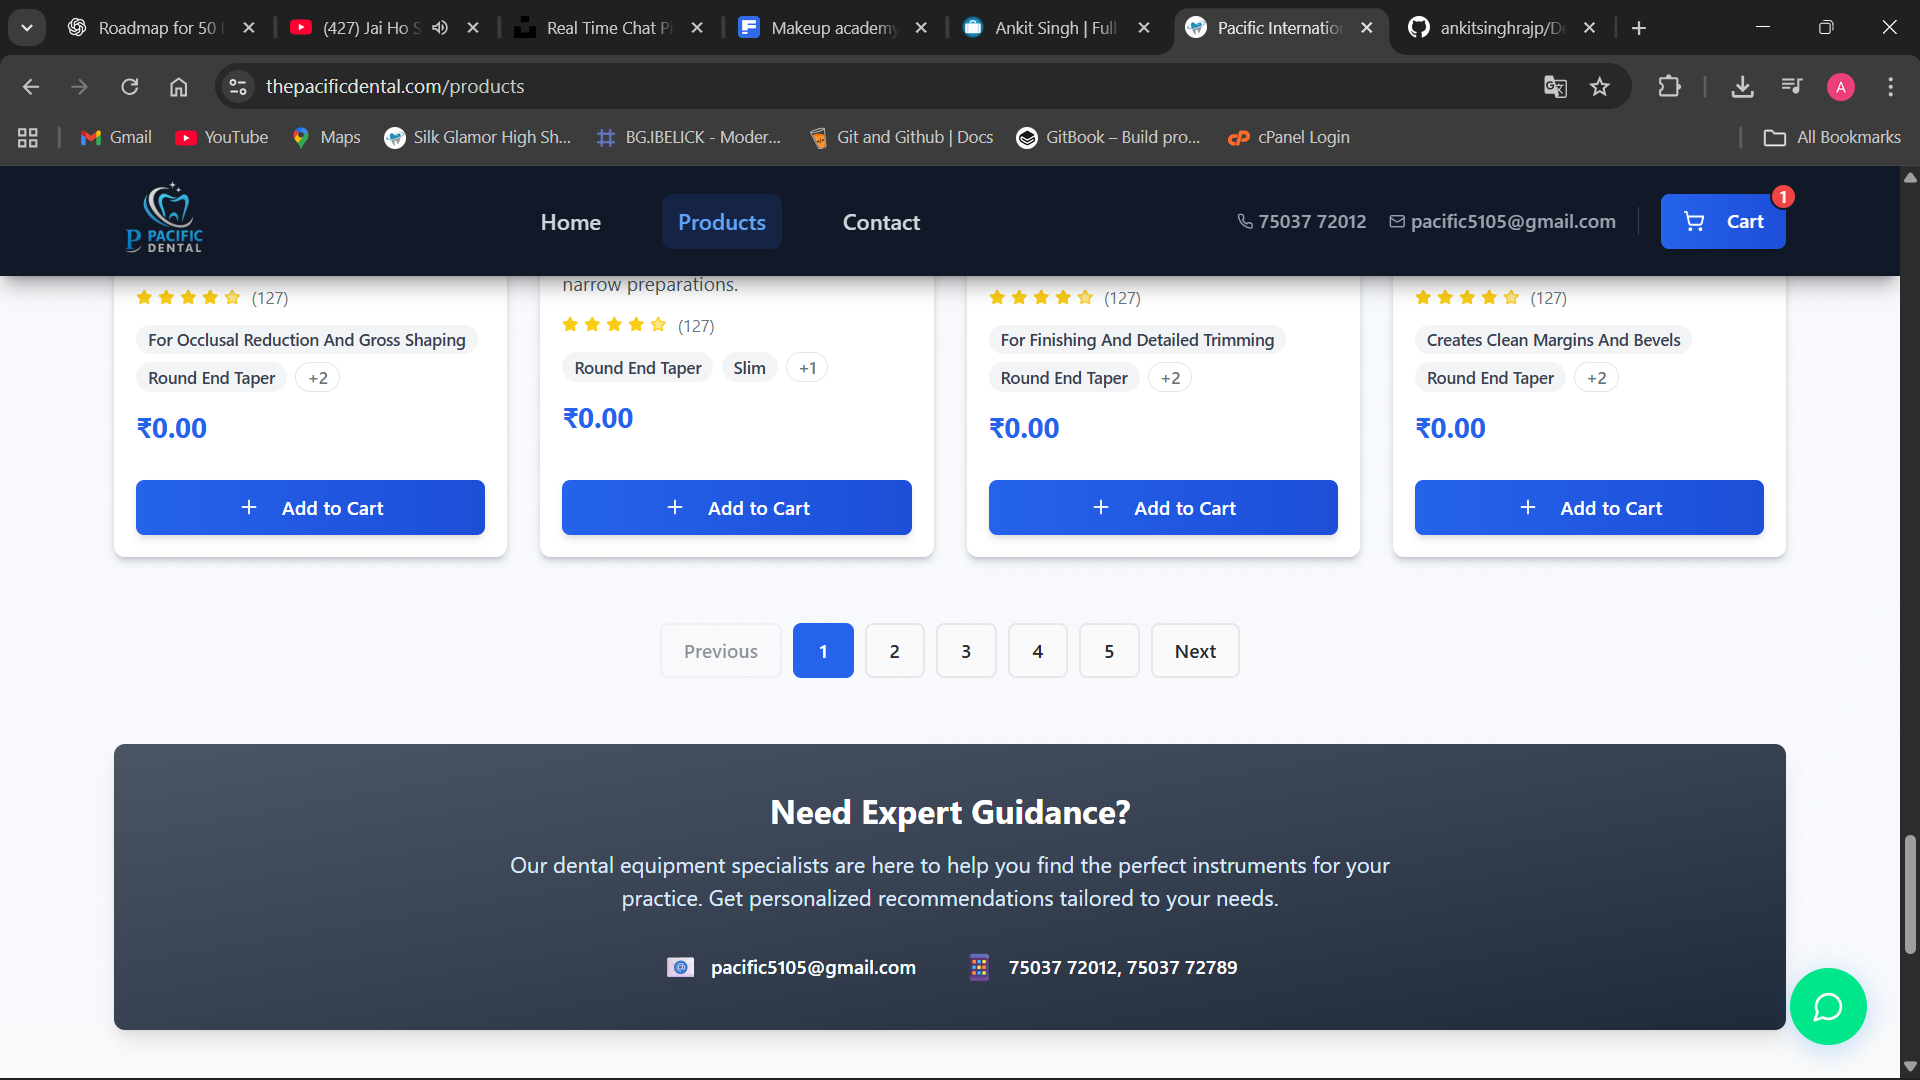 Roadmap for 50
(427) Jai Ho S
Real Time Chat Pi
Makeup academy
Ankit Singh | Full
Pacific Internatio
ankitsinghrajp/De
thepacificdental.com/products
A
Gmail
YouTube
Maps
Silk Glamor High Sh...
BG.IBELICK - Moder...
Git and Github | Docs
GitBook – Build pro...
cPanel Login
All Bookmarks
P PACIFIC
DENTAL
Home
Products
Contact
75037 72012
pacific5105@gmail.com
Cart
1
narrow preparations.
(127)
(127)
(127)
(127)
For Occlusal Reduction And Gross Shaping
Round End Taper
+2
Round End Taper
Slim
+1
For Finishing And Detailed Trimming
Round End Taper
+2
Creates Clean Margins And Bevels
Round End Taper
+2
₹0.00
₹0.00
₹0.00
₹0.00
+ Add to Cart
+ Add to Cart
+ Add to Cart
+ Add to Cart
Previous
1
2
3
4
5
Next
Need Expert Guidance?
Our dental equipment specialists are here to help you find the perfect instruments for your
practice. Get personalized recommendations tailored to your needs.
pacific5105@gmail.com
75037 72012, 75037 72789